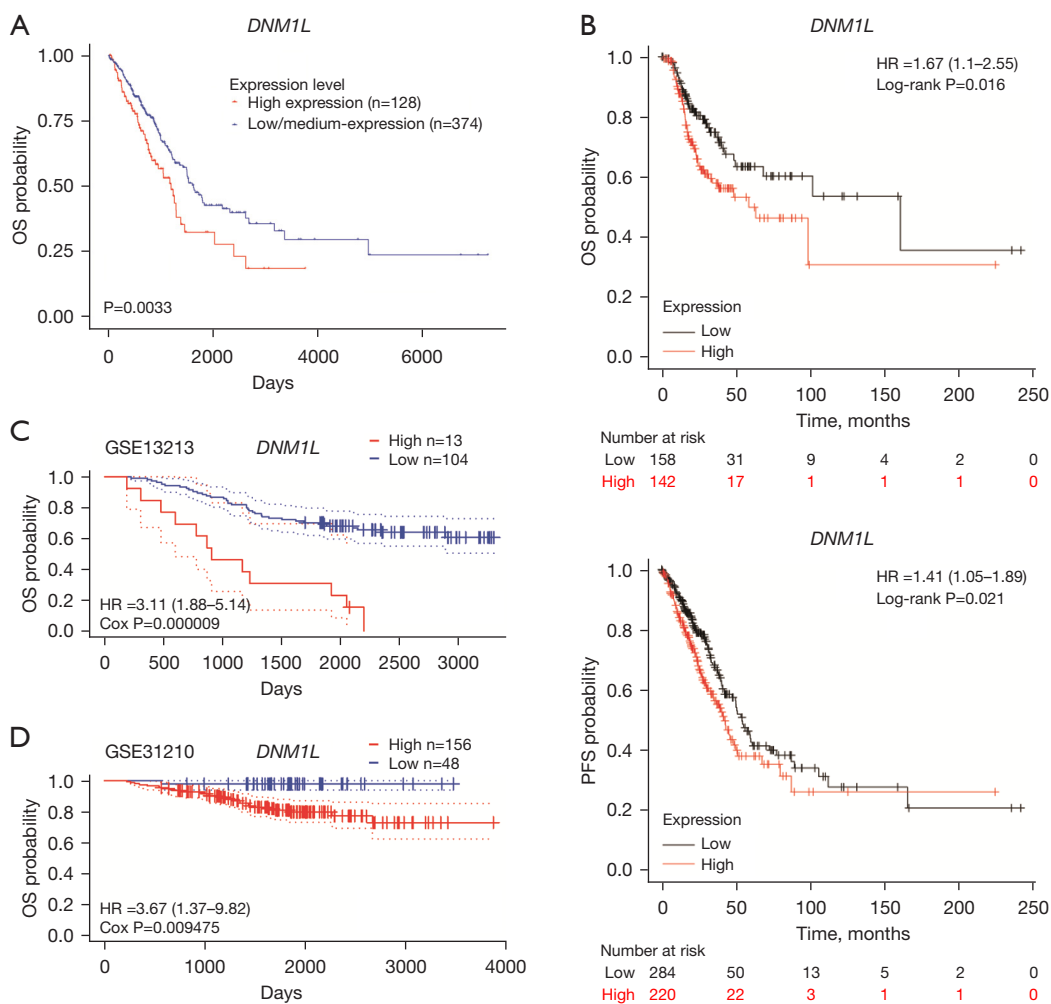 A
DNM1L
OS probability
1.00
0.75
0.50
0.25
0.00
Expression level
High expression (n=128)
Low/medium-expression (n=374)
P=0.0033
0 2000 4000 6000
Days
B
DNM1L
HR =1.67 (1.1–2.55)
Log-rank P=0.016
OS probability
1.0
0.8
0.6
0.4
0.2
0.0
Expression
Low
High
0 50 100 150 200 250
Time, months
Number at risk
Low 158 31 9 4 2 0
High 142 17 1 1 1 0
C
GSE13213 DNM1L
High n=13
Low n=104
OS probability
1.0
0.8
0.6
0.4
0.2
0.0
HR =3.11 (1.88–5.14)
Cox P=0.000009
0 500 1000 1500 2000 2500 3000
Days
D
GSE31210 DNM1L
High n=156
Low n=48
OS probability
1.0
0.8
0.6
0.4
0.2
0.0
HR =3.67 (1.37–9.82)
Cox P=0.009475
0 1000 2000 3000 4000
Days
DNM1L
HR =1.41 (1.05–1.89)
Log-rank P=0.021
PFS probability
1.0
0.8
0.6
0.4
0.2
0.0
Expression
Low
High
0 50 100 150 200 250
Time, months
Number at risk
Low 284 50 13 5 2 0
High 220 22 3 1 1 0